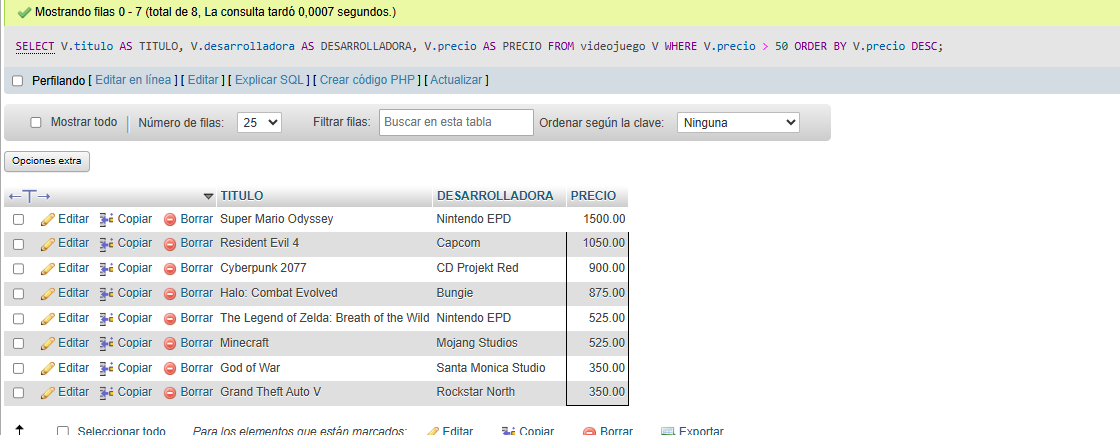 Mostrando filas 0 - 7 (total de 8, La consulta tardó 0,0007 segundos.)
SELECT V.titulo AS TITULO, V.desarrolladora AS DESARROLLADORA, V.precio AS PRECIO FROM videojuego V WHERE V.precio > 50 ORDER BY V.precio DESC;
Perfilando [ Editar en línea ] [ Editar ] [ Explicar SQL ] [ Crear código PHP ] [ Actualizar ]
Mostrar todo | Número de filas: 25 Filtrar filas: Buscar en esta tabla Ordenar según la clave: Ninguna
Opciones extra
←T→ TITULO DESARROLLADORA PRECIO
Editar Copiar Borrar Super Mario Odyssey Nintendo EPD 1500.00
Editar Copiar Borrar Resident Evil 4 Capcom 1050.00
Editar Copiar Borrar Cyberpunk 2077 CD Projekt Red 900.00
Editar Copiar Borrar Halo: Combat Evolved Bungie 875.00
Editar Copiar Borrar The Legend of Zelda: Breath of the Wild Nintendo EPD 525.00
Editar Copiar Borrar Minecraft Mojang Studios 525.00
Editar Copiar Borrar God of War Santa Monica Studio 350.00
Editar Copiar Borrar Grand Theft Auto V Rockstar North 350.00
Seleccionar todo Para los elementos que están marcados: Editar Copiar Borrar Exportar